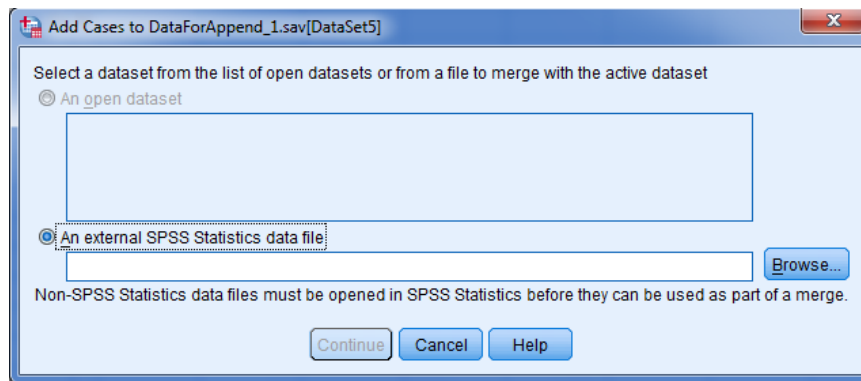 Add Cases to DataForAppend_1.sav[DataSet5]
Select a dataset from the list of open datasets or from a file to merge with the active dataset
An open dataset
An external SPSS Statistics data file
Browse...
Non-SPSS Statistics data files must be opened in SPSS Statistics before they can be used as part of a merge.
Continue Cancel Help